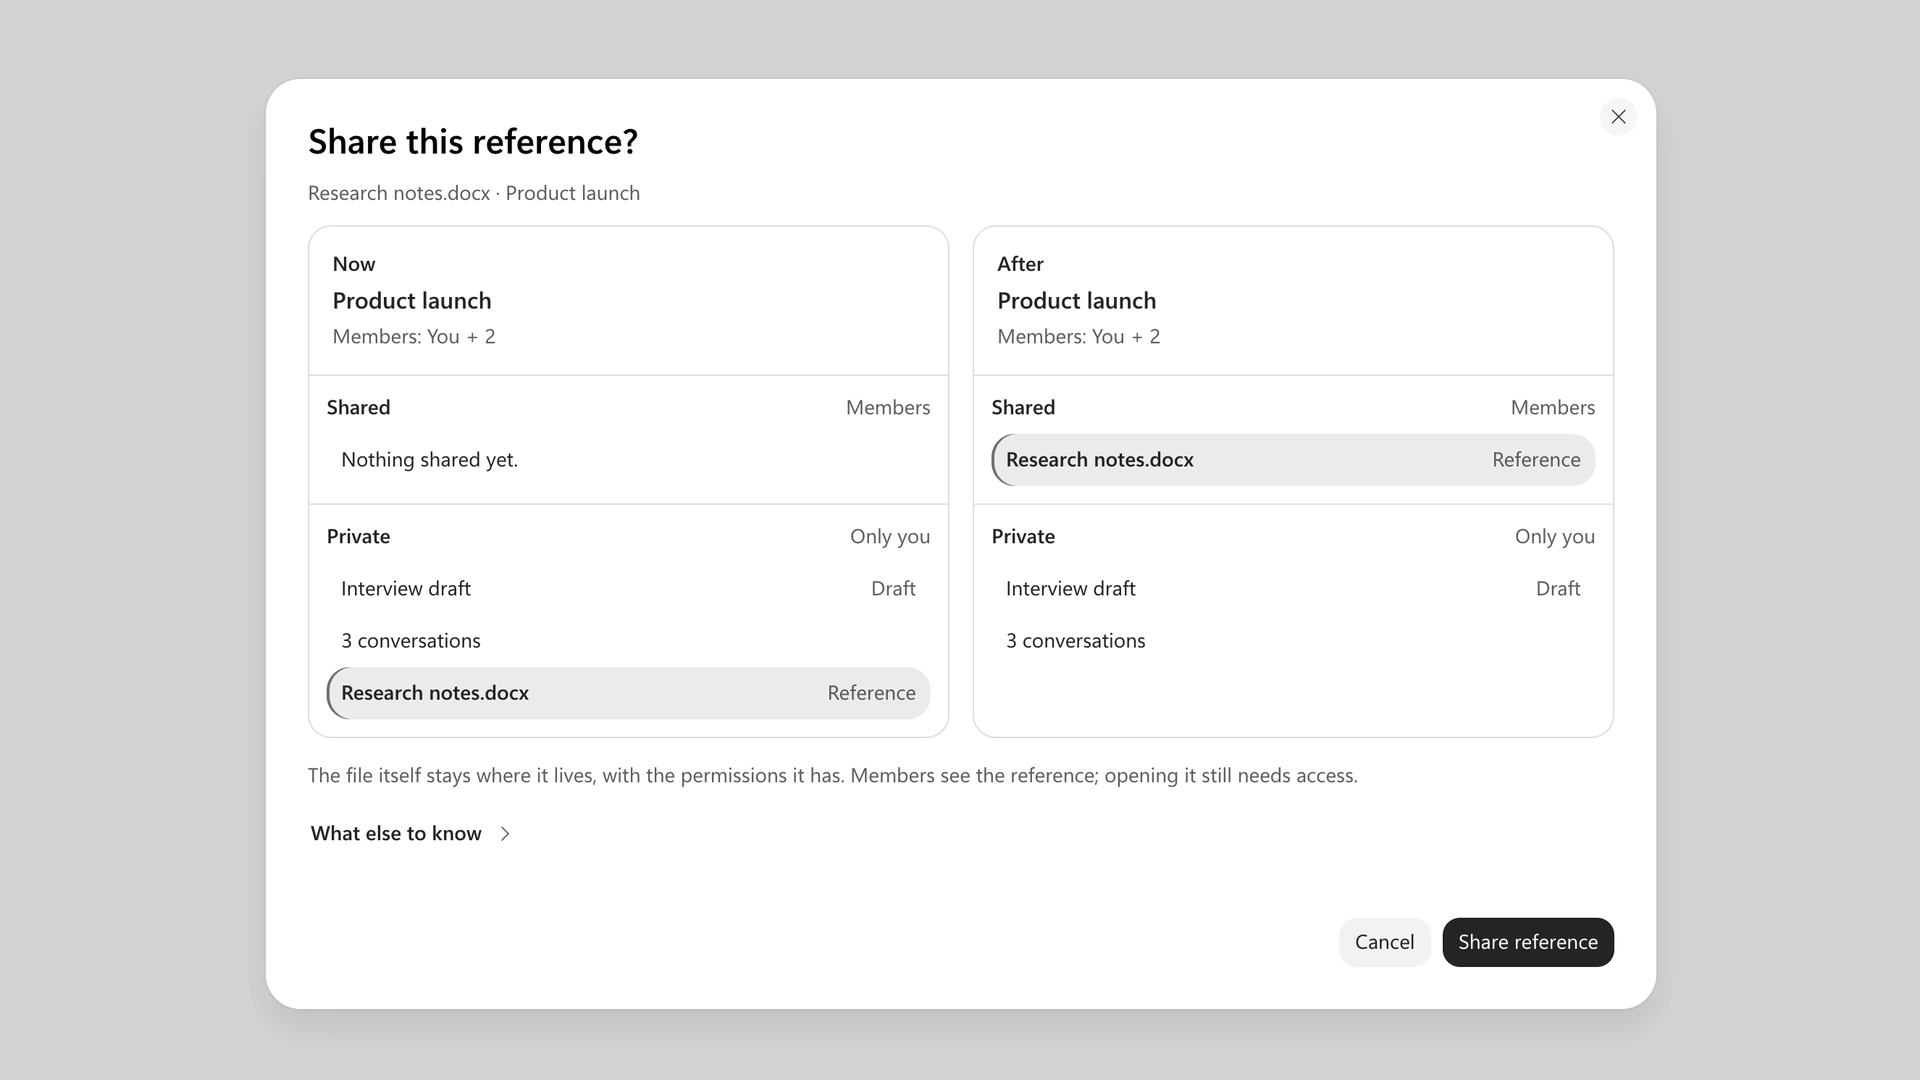 Share this reference?
Research notes.docx · Product launch
Now
Product launch
Members: You + 2
Shared Members
Nothing shared yet.
Private Only you
Interview draft Draft
3 conversations
Research notes.docx Reference
After
Product launch
Members: You + 2
Shared Members
Research notes.docx Reference
Private Only you
Interview draft Draft
3 conversations
The file itself stays where it lives, with the permissions it has. Members see the reference; opening it still needs access.
What else to know
Cancel
Share reference